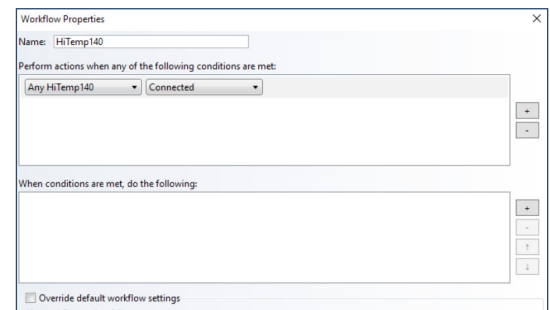 Workflow Properties
Name: HiTemp140
Perform actions when any of the following conditions are met:
Any HiTemp140 Connected
+
-
When conditions are met, do the following:
+
-
↑
↓
Override default workflow settings